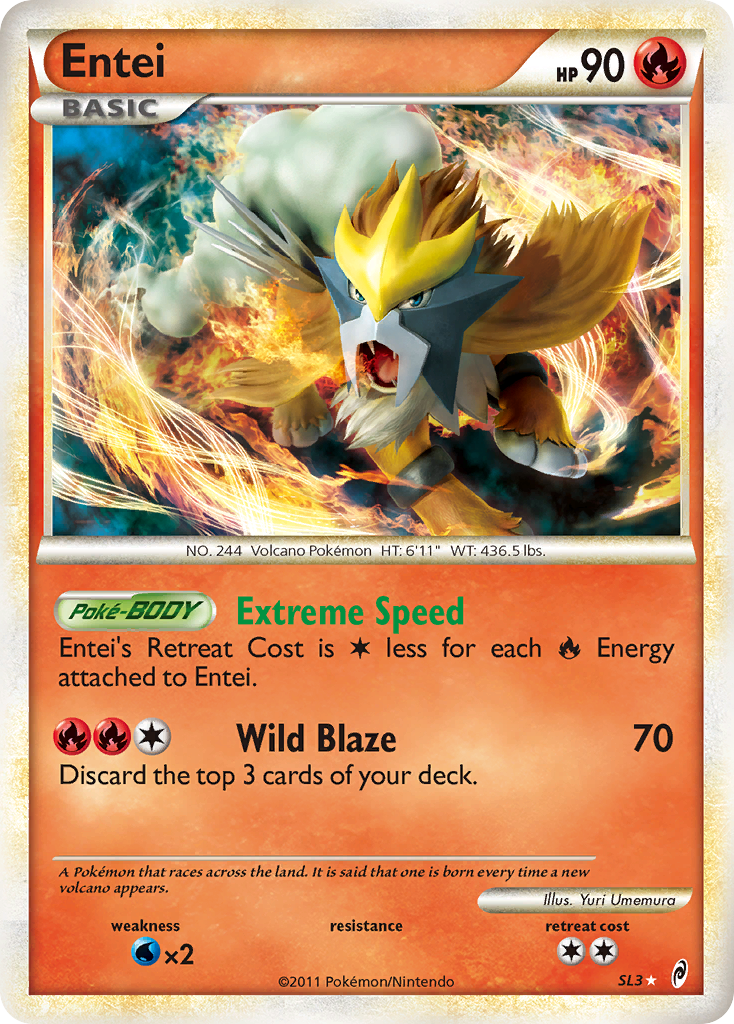 Entei
HP 90
BASIC
NO. 244 Volcano Pokémon HT: 6'11" WT: 436.5 lbs.
Poké-BODY Extreme Speed
Entei's Retreat Cost is less for each Energy
attached to Entei.
Wild Blaze 70
Discard the top 3 cards of your deck.
A Pokémon that races across the land. It is said that one is born every time a new
volcano appears.
Illus. Yuri Umemura
weakness resistance retreat cost
×2
©2011 Pokémon/Nintendo SL3